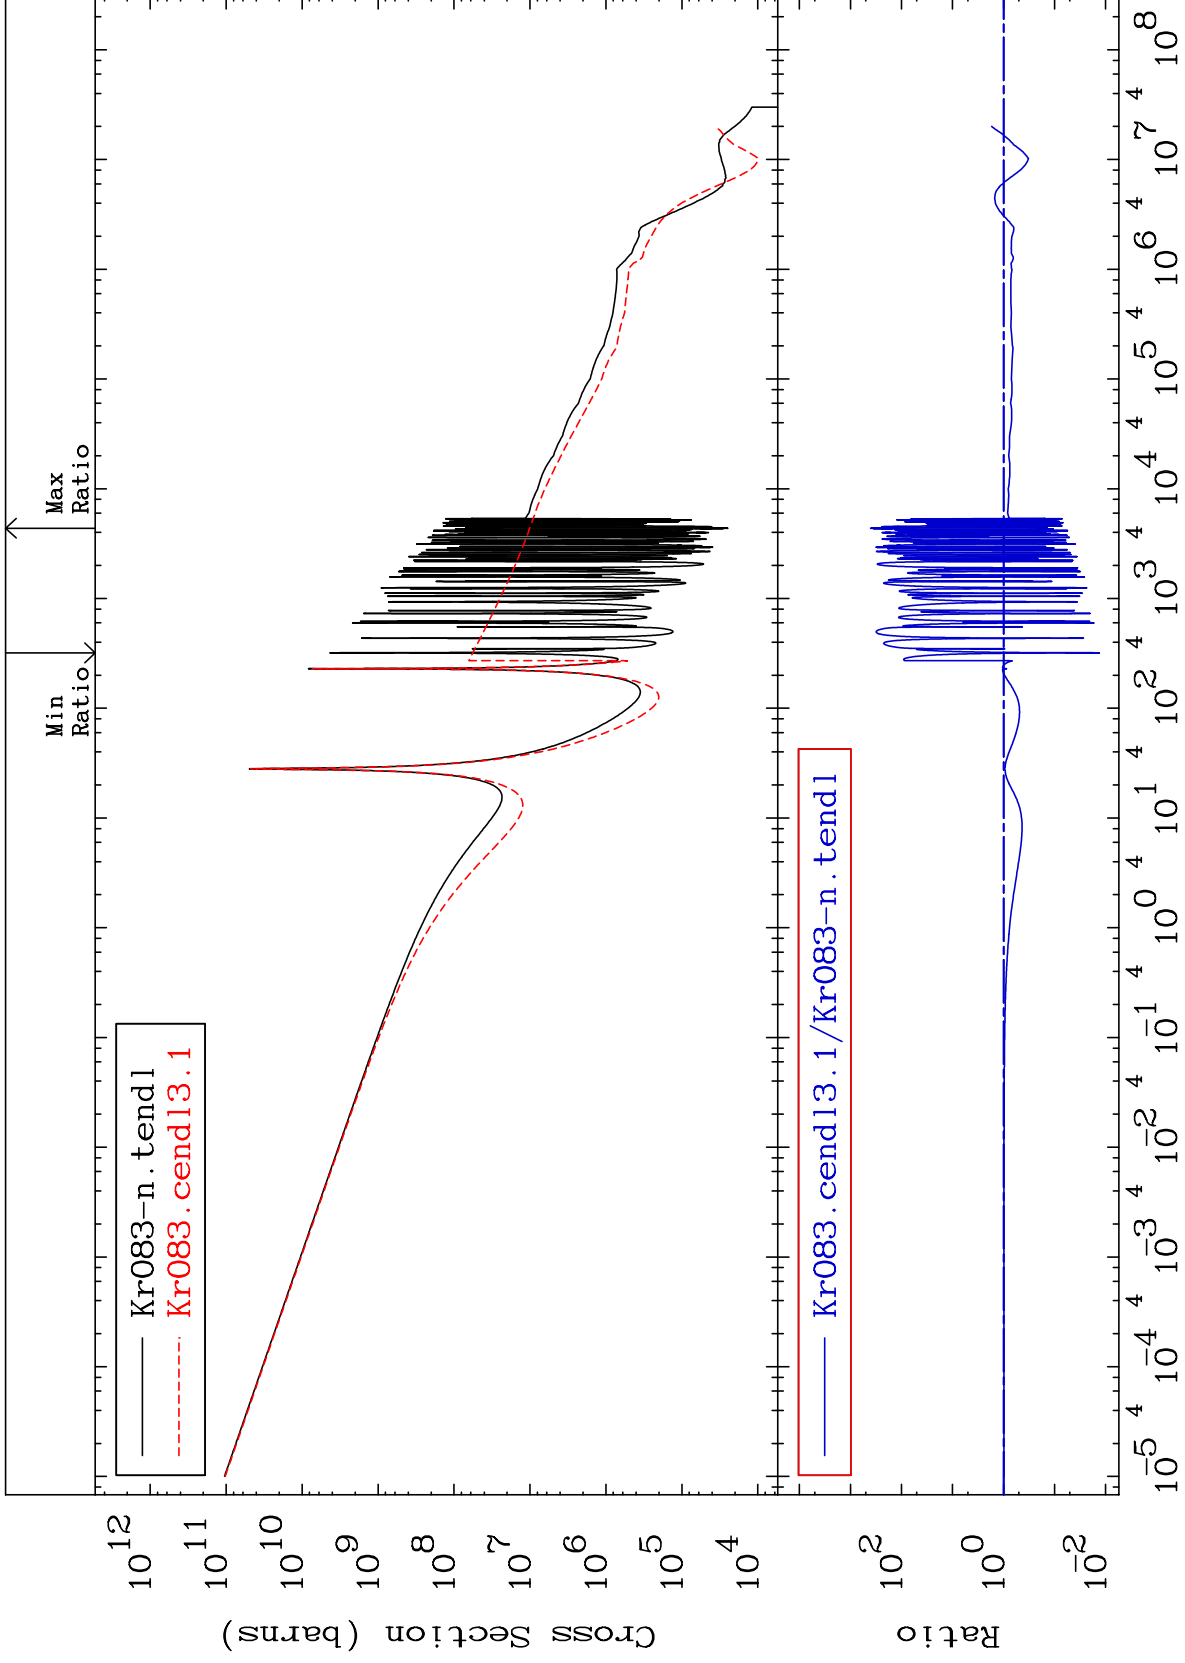 Min
Ratio
Max
Ratio
Kr083-n.tendl
Kr083.cendl3.1
10^12
10^11
10^10
10^9
10^8
10^7
10^6
10^5
10^4
Cross Section (barns)
Kr083.cendl3.1/Kr083-n.tendl
10^2
10^0
10^-2
Ratio
10^-5 4 10^-4 4 10^-3 4 10^-2 4 10^-1 4 10^0 4 10^1 4 10^2 4 10^3 4 10^4 4 10^5 4 10^6 4 10^7 4 10^8